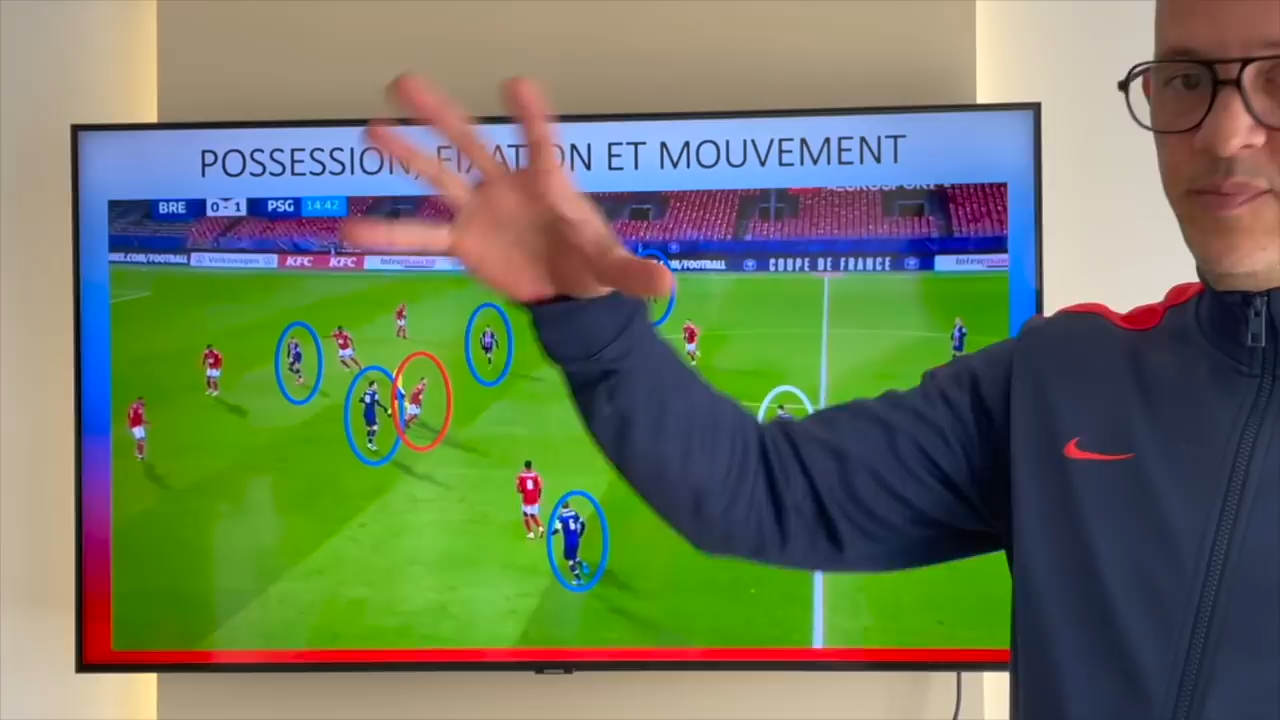 POSSESSION, FIXATION ET MOUVEMENT
BRE 0 - 1 PSG 14:42
Volkswagen KFC KFC COUPE DE FRANCE